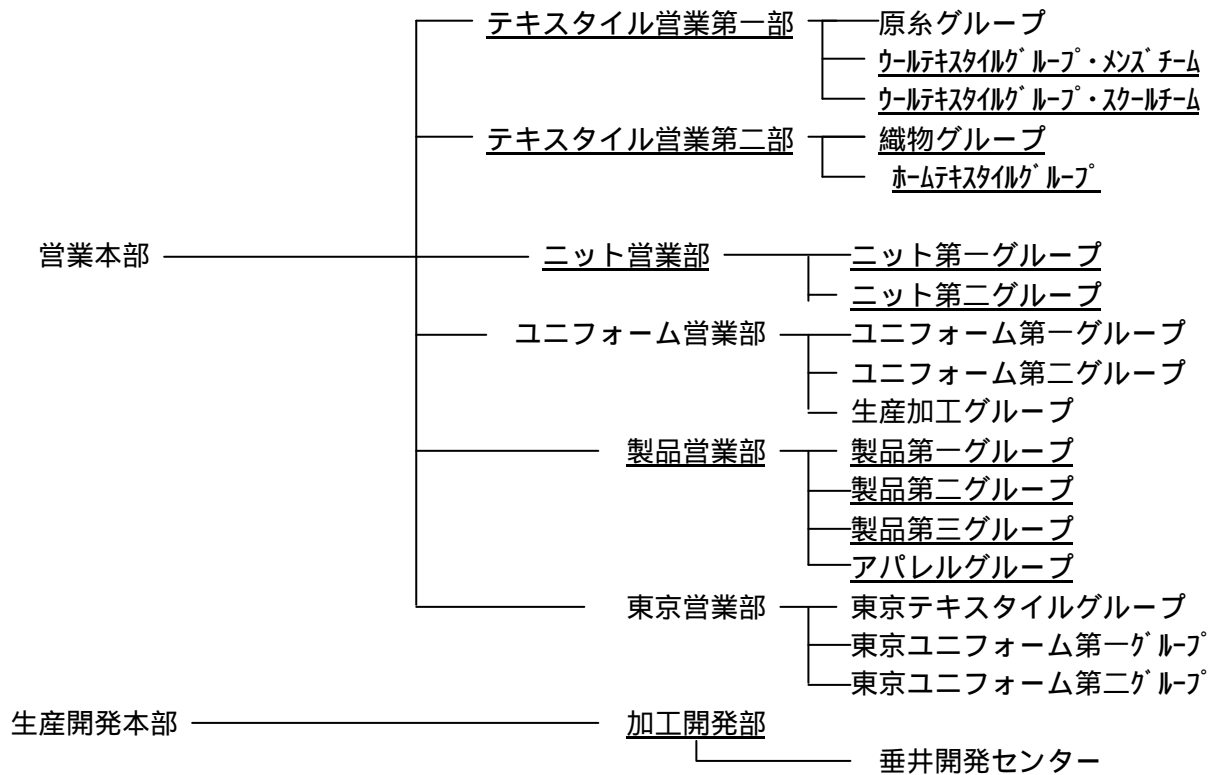 テキスタイル営業第一部 原糸グループ
ｳｰﾙﾃｷｽﾀｲﾙｸﾞﾙｰﾌﾟ・ﾒﾝｽﾞﾁｰﾑ
ｳｰﾙﾃｷｽﾀｲﾙｸﾞﾙｰﾌﾟ・ｽｸｰﾙﾁｰﾑ
テキスタイル営業第二部 織物グループ
ﾎｰﾑﾃｷｽﾀｲﾙｸﾞﾙｰﾌﾟ
営業本部 ニット営業部 ニット第一グループ
ニット第二グループ
ユニフォーム営業部 ユニフォーム第一グループ
ユニフォーム第二グループ
生産加工グループ
製品営業部 製品第一グループ
製品第二グループ
製品第三グループ
アパレルグループ
東京営業部 東京テキスタイルグループ
東京ユニフォーム第一ｸﾞﾙｰﾌﾟ
東京ユニフォーム第二ｸﾞﾙｰﾌﾟ
生産開発本部 加工開発部
垂井開発センター